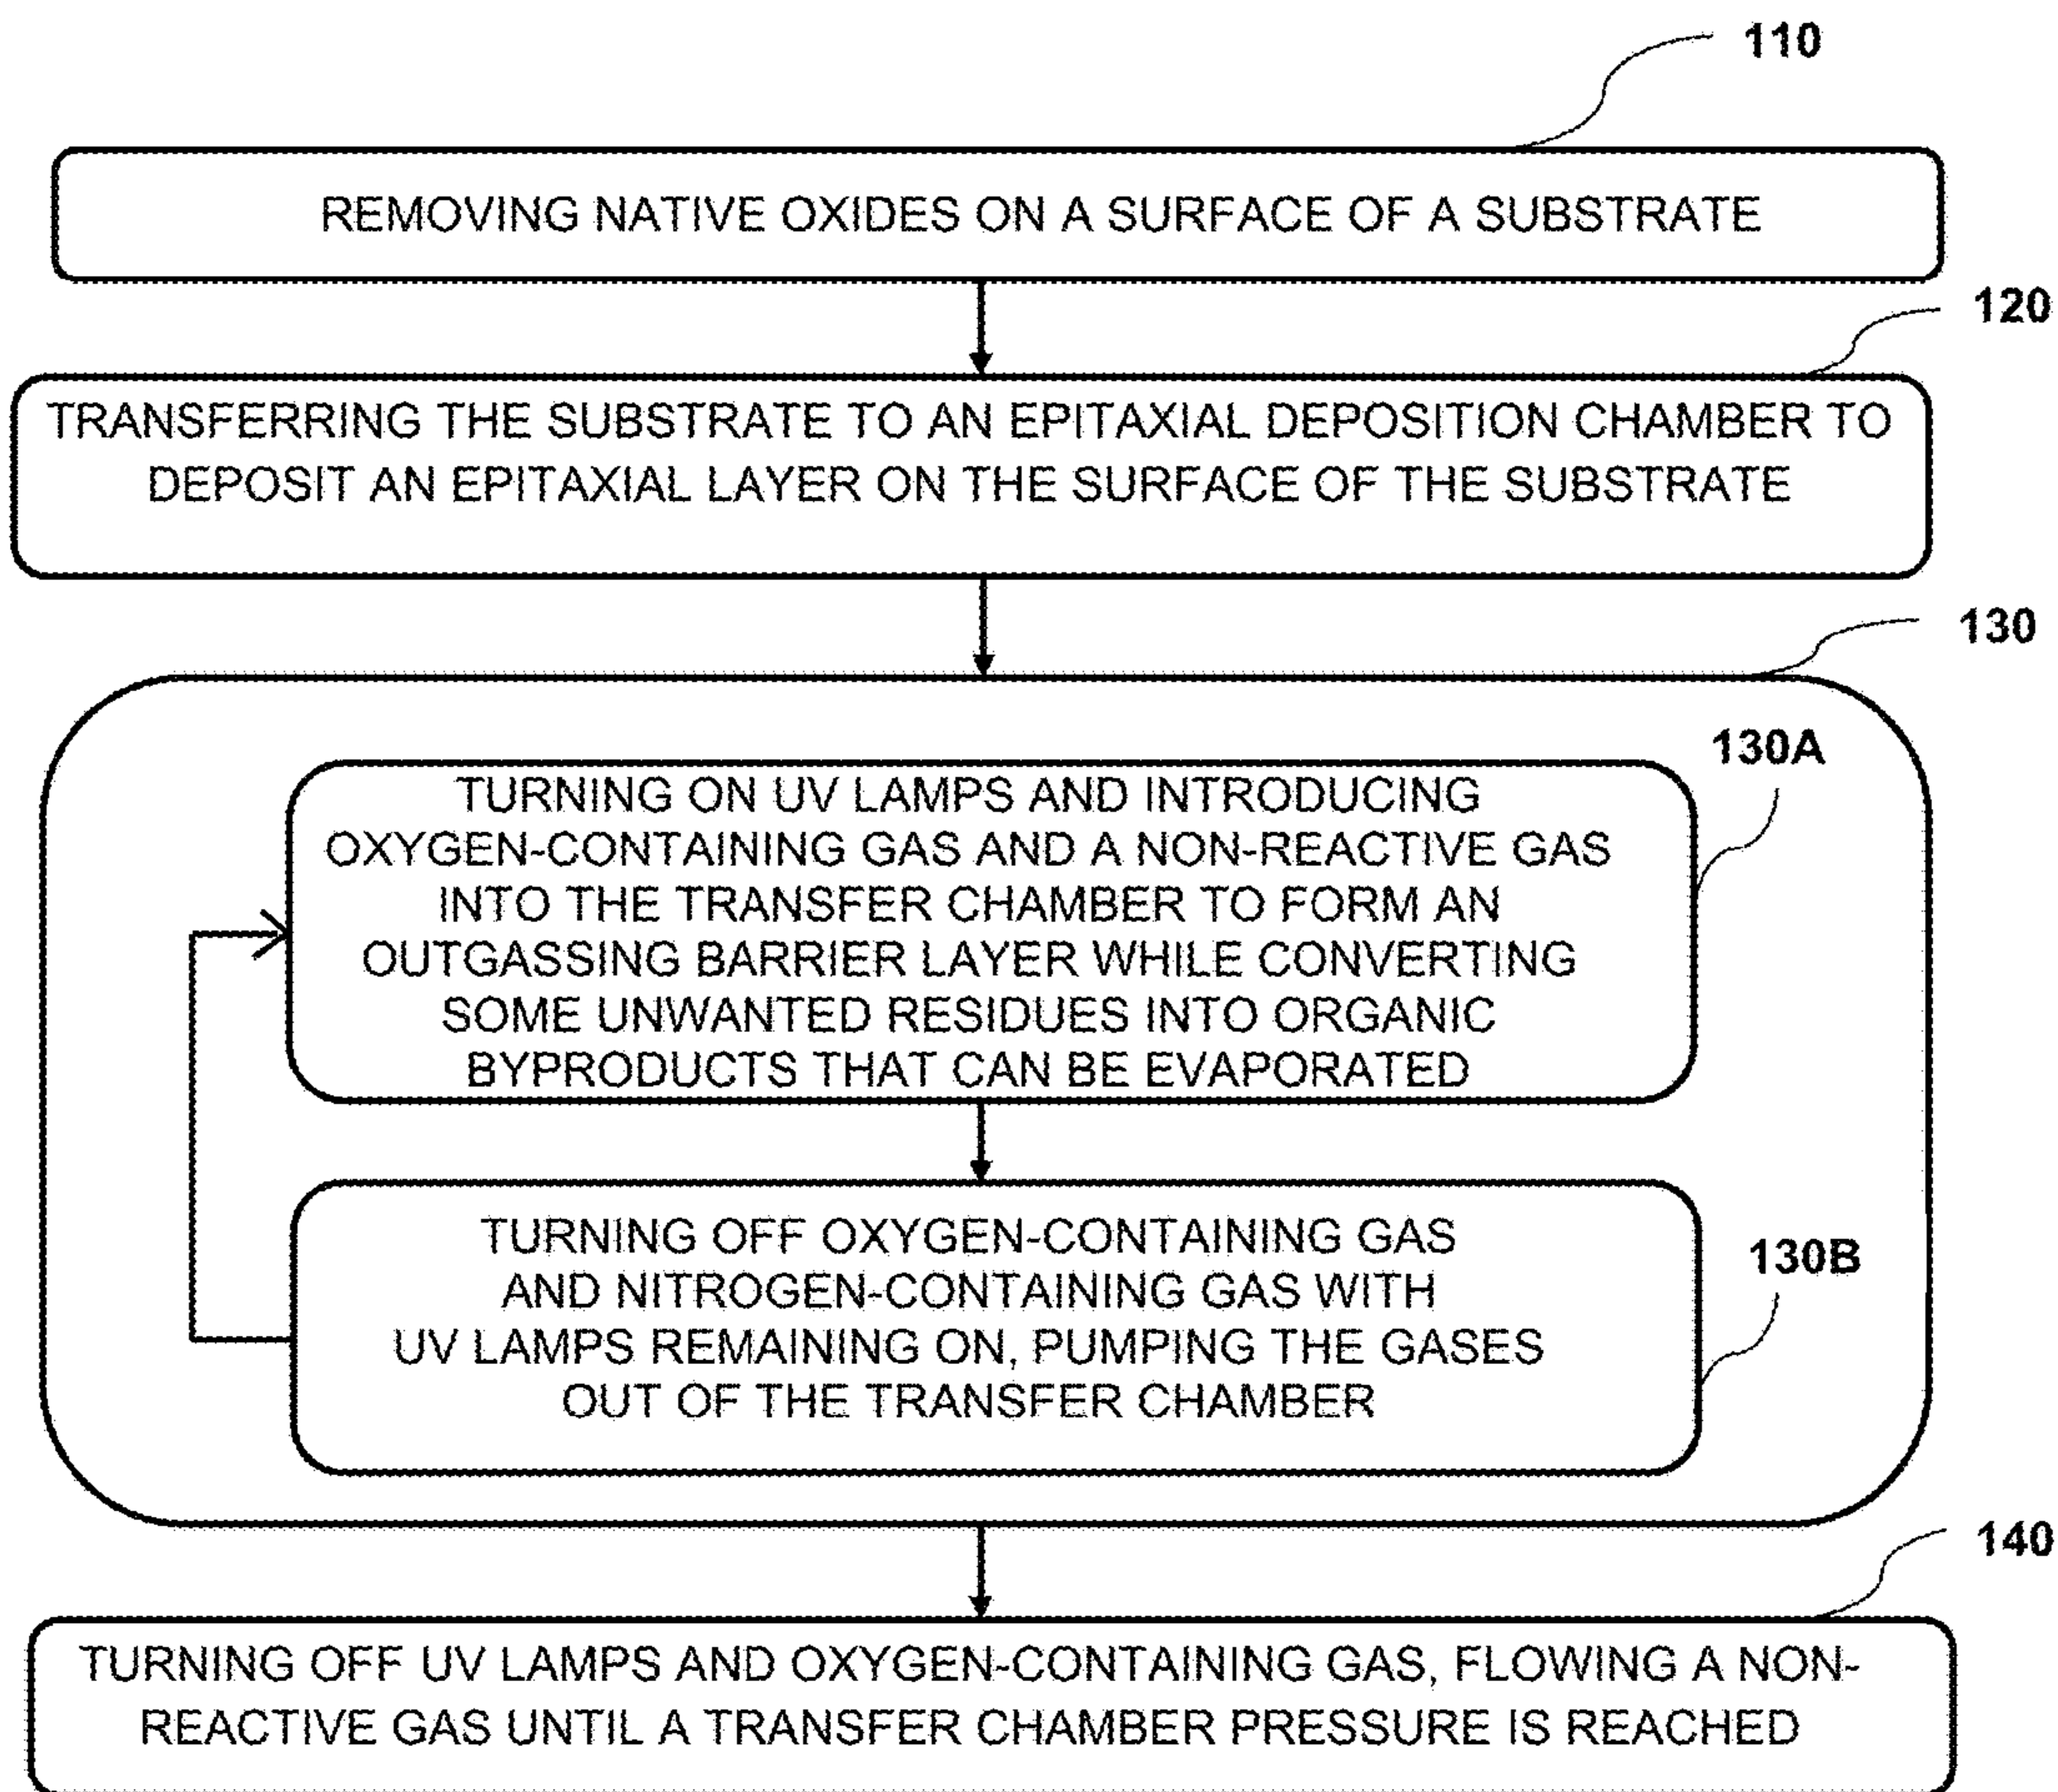 110
REMOVING NATIVE OXIDES ON A SURFACE OF A SUBSTRATE
120
TRANSFERRING THE SUBSTRATE TO AN EPITAXIAL DEPOSITION CHAMBER TO
DEPOSIT AN EPITAXIAL LAYER ON THE SURFACE OF THE SUBSTRATE
130
130A
TURNING ON UV LAMPS AND INTRODUCING
OXYGEN-CONTAINING GAS AND A NON-REACTIVE GAS
INTO THE TRANSFER CHAMBER TO FORM AN
OUTGASSING BARRIER LAYER WHILE CONVERTING
SOME UNWANTED RESIDUES INTO ORGANIC
BYPRODUCTS THAT CAN BE EVAPORATED
130B
TURNING OFF OXYGEN-CONTAINING GAS
AND NITROGEN-CONTAINING GAS WITH
UV LAMPS REMAINING ON, PUMPING THE GASES
OUT OF THE TRANSFER CHAMBER
140
TURNING OFF UV LAMPS AND OXYGEN-CONTAINING GAS, FLOWING A NON-
REACTIVE GAS UNTIL A TRANSFER CHAMBER PRESSURE IS REACHED